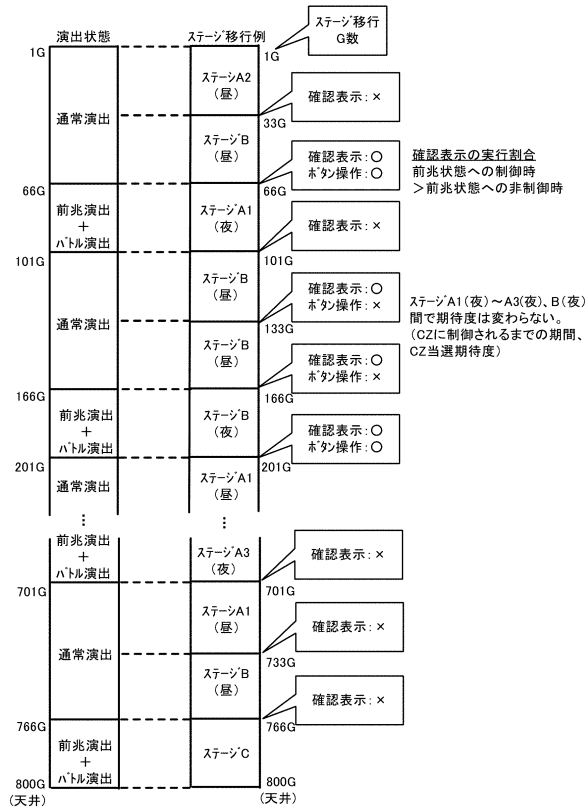 演出状態
ステージ移行例
ステージ移行
G数
1G
1G
ステージA2
(昼)
確認表示:×
通常演出
33G
ステージB
(昼)
確認表示:○
ボタン操作:○
確認表示の実行割合
前兆状態への制御時
>前兆状態への非制御時
66G
66G
前兆演出
+
バトル演出
ステージA1
(夜)
確認表示:×
101G
101G
ステージB
(昼)
確認表示:○
ボタン操作:×
ステージA1(夜)~A3(夜)、B(夜)
間で期待度は変わらない。
(CZに制御されるまでの期間、
CZ当選期待度)
通常演出
133G
ステージB
(昼)
確認表示:○
ボタン操作:×
166G
166G
前兆演出
+
バトル演出
ステージB
(夜)
確認表示:○
ボタン操作:○
201G
201G
通常演出
ステージA1
(昼)
⋮
⋮
前兆演出
+
バトル演出
ステージA3
(夜)
確認表示:×
701G
701G
ステージA1
(昼)
確認表示:×
通常演出
733G
ステージB
(昼)
確認表示:×
766G
766G
前兆演出
+
バトル演出
ステージC
800G
(天井)
800G
(天井)